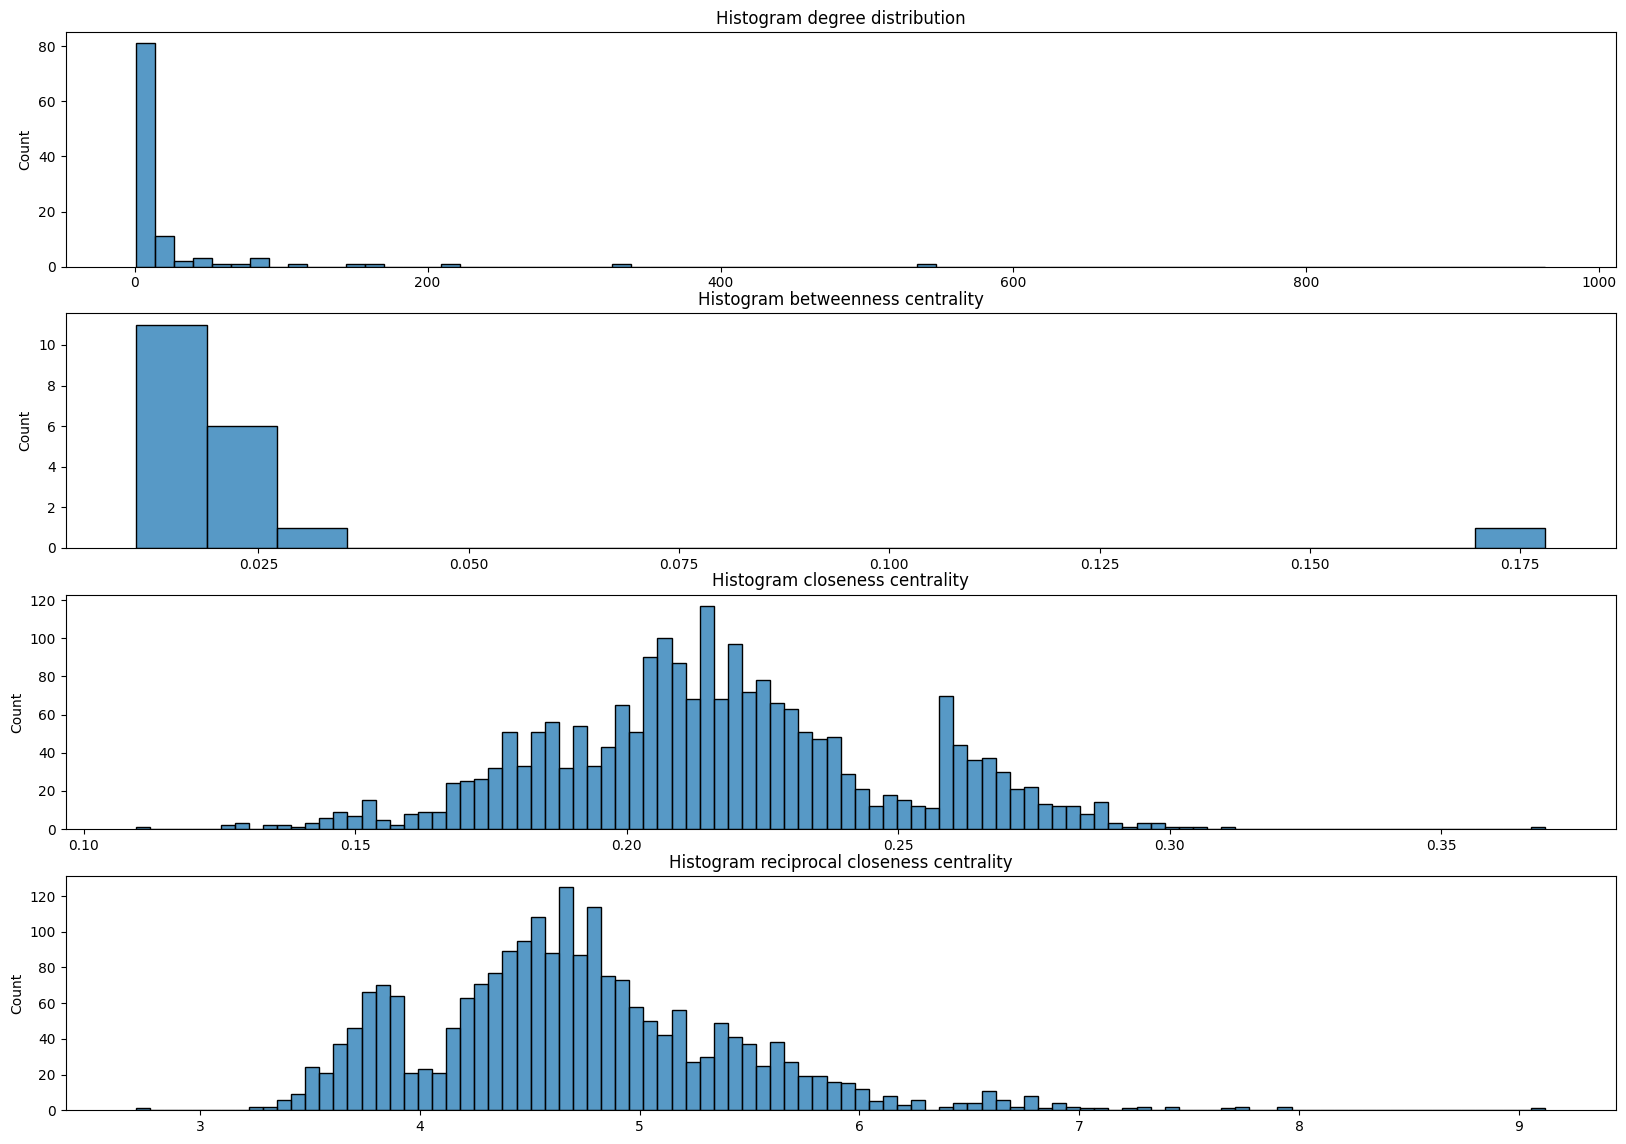 Histogram degree distribution
Count
80
60
40
20
0
0 200 400 600 800 1000
Histogram betweenness centrality
Count
10
8
6
4
2
0
0.025 0.050 0.075 0.100 0.125 0.150 0.175
Histogram closeness centrality
Count
120
100
80
60
40
20
0
0.10 0.15 0.20 0.25 0.30 0.35
Histogram reciprocal closeness centrality
Count
120
100
80
60
40
20
0
3 4 5 6 7 8 9